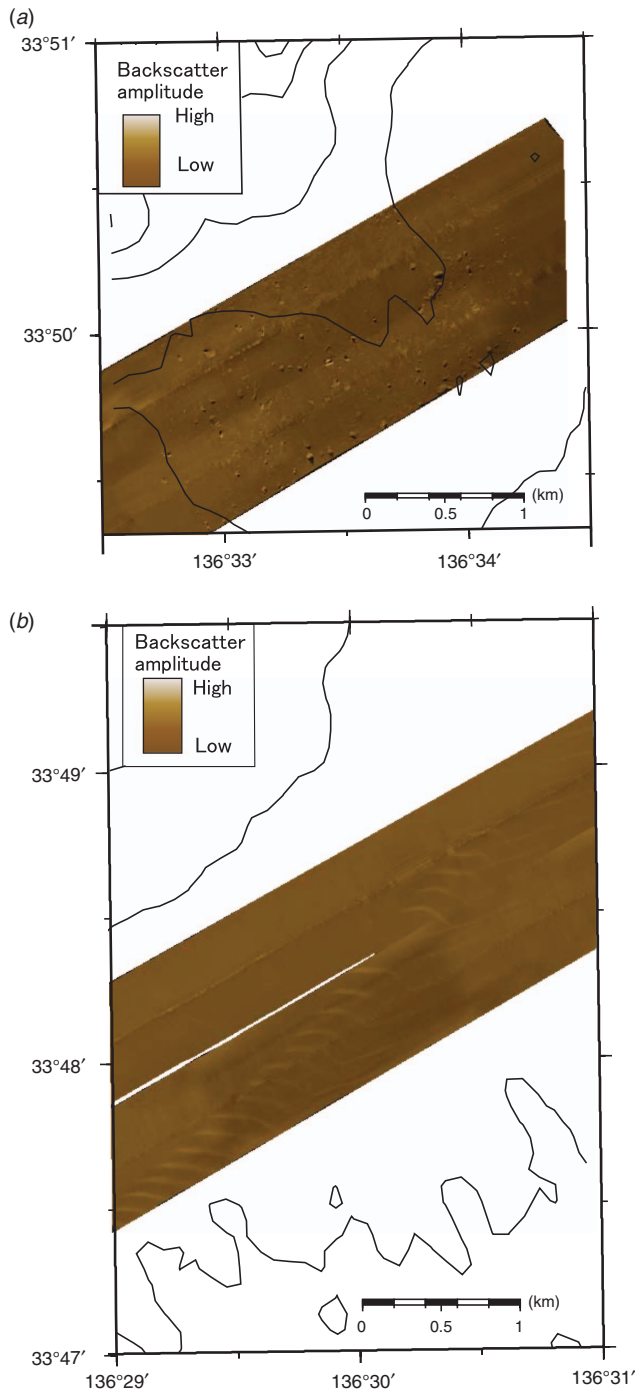 (a)
33°51′
Backscatter
amplitude
High
Low
33°50′
(km)
0 0.5 1
136°33′ 136°34′
(b)
Backscatter
amplitude
High
Low
33°49′
33°48′
(km)
0 0.5 1
33°47′
136°29′ 136°30′ 136°31′